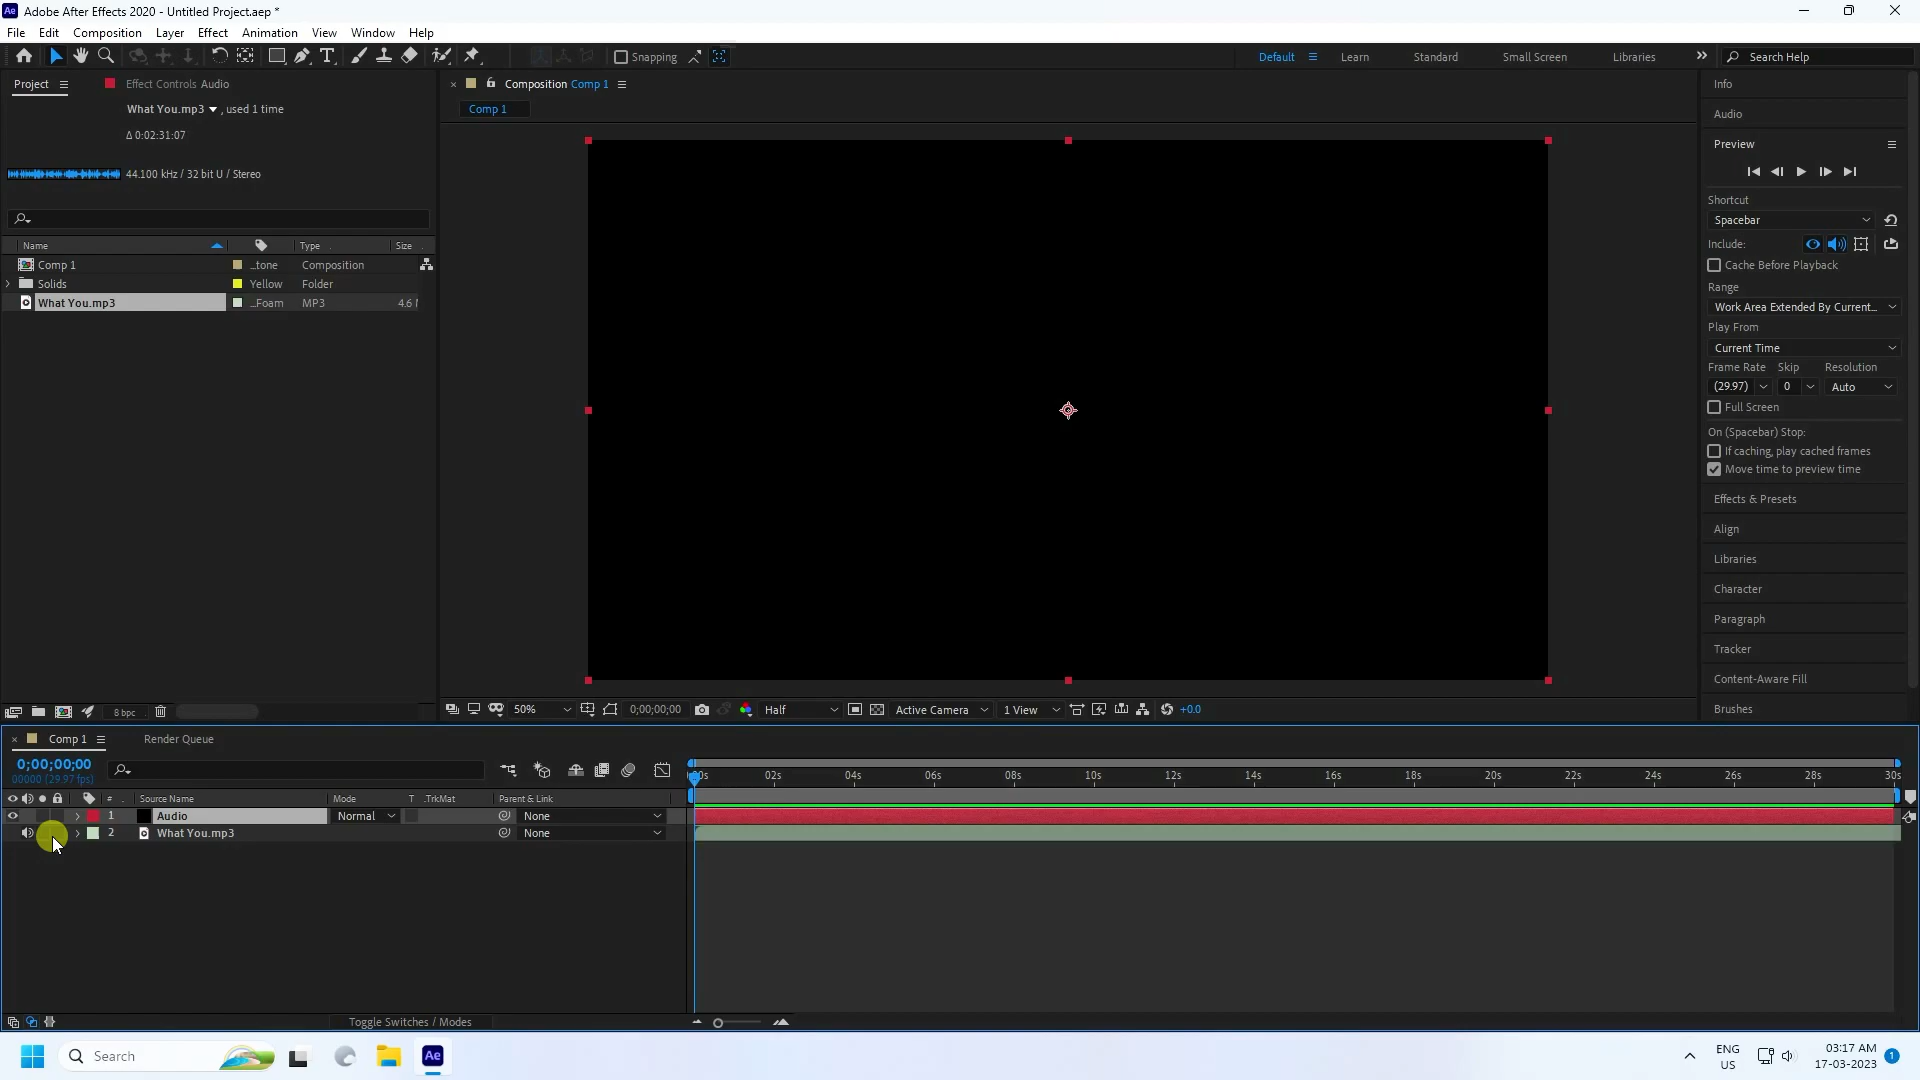 Adobe After Effects 2020 - Untitled Project.aep *
File Edit Composition Layer Effect Animation View Window Help
Snapping
Default Learn Standard Small Screen Libraries Search Help
Project
Effect Controls Audio
What You.mp3 , used 1 time
Δ 0:02:31:07
44.100 kHz / 32 bit U / Stereo
Name Type Size
Comp 1 ...tone Composition
Solids Yellow Folder
What You.mp3 ...Foam MP3 4.6
8 bpc
Composition Comp 1
Comp 1
50% 0;00;00;00 Half Active Camera 1 View +0.0
Info
Audio
Preview
Shortcut
Spacebar
Include:
Cache Before Playback
Range
Work Area Extended By Current...
Play From
Current Time
Frame Rate Skip Resolution
(29.97) 0 Auto
Full Screen
On (Spacebar) Stop:
If caching, play cached frames
Move time to preview time
Effects & Presets
Align
Libraries
Character
Paragraph
Tracker
Content-Aware Fill
Brushes
Comp 1 Render Queue
0;00;00;00
00000 (29.97 fps)
02s 04s 06s 08s 10s 12s 14s 16s 18s 20s 22s 24s 26s 28s 30s
# Source Name Mode T .TrkMat Parent & Link
1 Audio Normal None
2 What You.mp3 None
Toggle Switches / Modes
Search
Ae
ENG
US
03:17 AM
17-03-2023
1